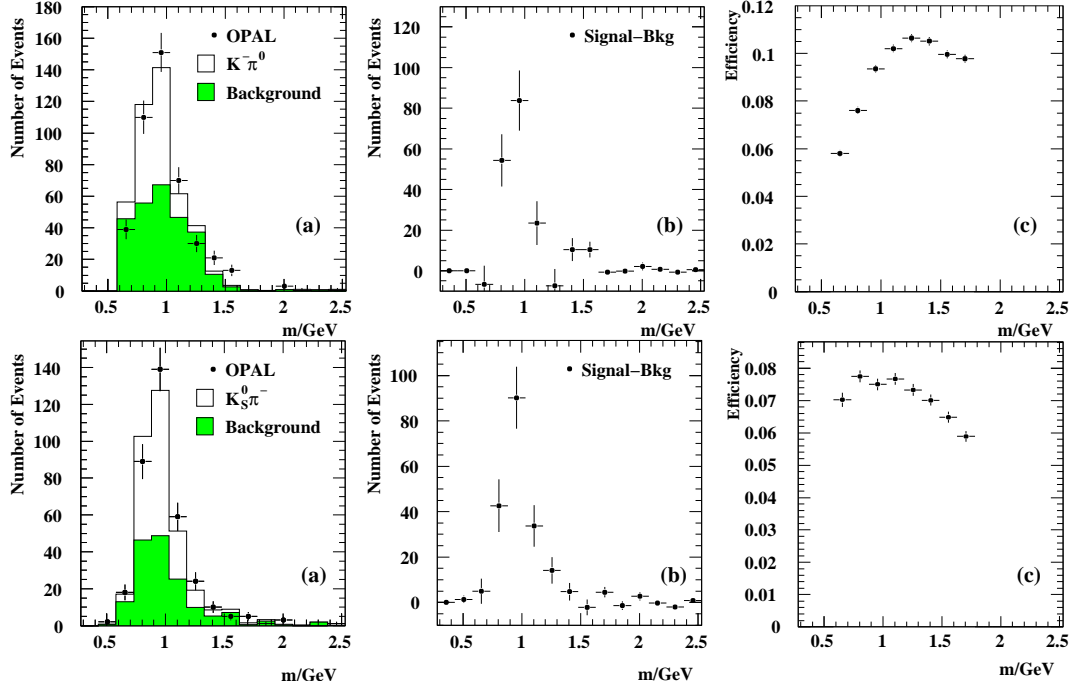 Number of Events
160
140
120
100
80
60
40
20
0
OPAL
K⁻π⁰
Background
(a)
0.5
1
1.5
2
2.5
m/GeV
Number of Events
120
100
80
60
40
20
0
Signal−Bkg
(b)
0.5
1
1.5
2
2.5
m/GeV
Efficiency
0.12
0.1
0.08
0.06
0.04
0.02
0
(c)
0.5
1
1.5
2
2.5
m/GeV
Number of Events
140
120
100
80
60
40
20
0
OPAL
K⁰_Sπ⁻
Background
(a)
0.5
1
1.5
2
2.5
m/GeV
Number of Events
100
80
60
40
20
0
Signal−Bkg
(b)
0.5
1
1.5
2
2.5
m/GeV
Efficiency
0.08
0.07
0.06
0.05
0.04
0.03
0.02
0.01
0
(c)
0.5
1
1.5
2
2.5
m/GeV